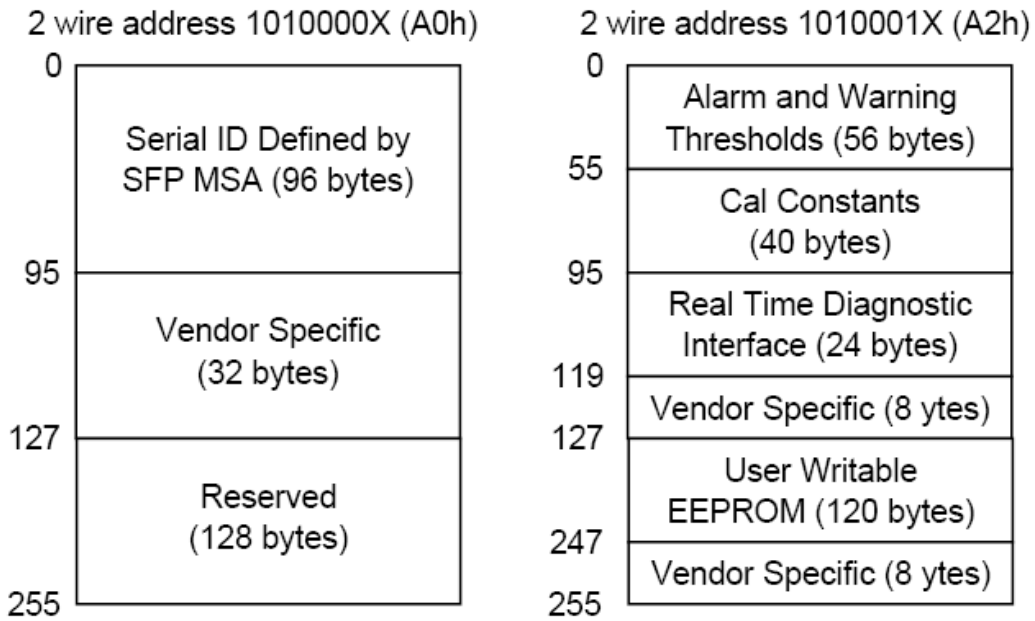 2 wire address 1010000X (A0h)
0
Serial ID Defined by
SFP MSA (96 bytes)
95
Vendor Specific
(32 bytes)
127
Reserved
(128 bytes)
255
2 wire address 1010001X (A2h)
0
Alarm and Warning
Thresholds (56 bytes)
55
Cal Constants
(40 bytes)
95
Real Time Diagnostic
Interface (24 bytes)
119
Vendor Specific (8 ytes)
127
User Writable
EEPROM (120 bytes)
247
Vendor Specific (8 ytes)
255